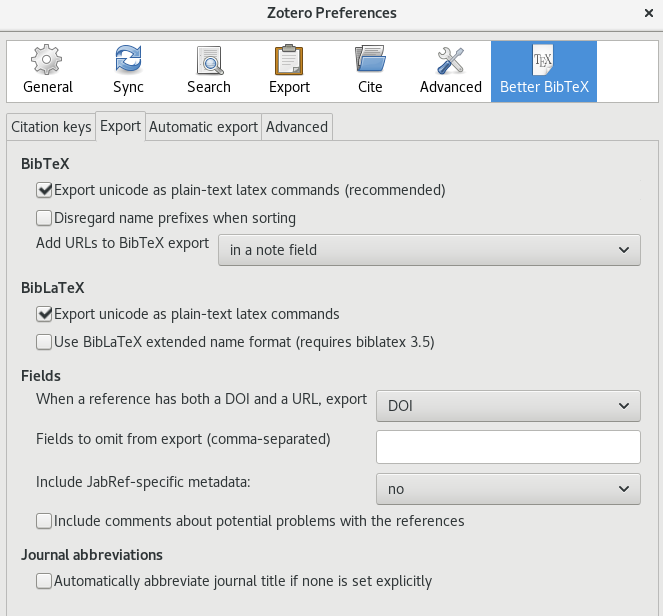 Zotero Preferences ×
General Sync Search Export Cite Advanced TEX Better BibTeX
Citation keys Export Automatic export Advanced
BibTeX
Export unicode as plain-text latex commands (recommended)
Disregard name prefixes when sorting
Add URLs to BibTeX export in a note field
BibLaTeX
Export unicode as plain-text latex commands
Use BibLaTeX extended name format (requires biblatex 3.5)
Fields
When a reference has both a DOI and a URL, export DOI
Fields to omit from export (comma-separated)
Include JabRef-specific metadata: no
Include comments about potential problems with the references
Journal abbreviations
Automatically abbreviate journal title if none is set explicitly